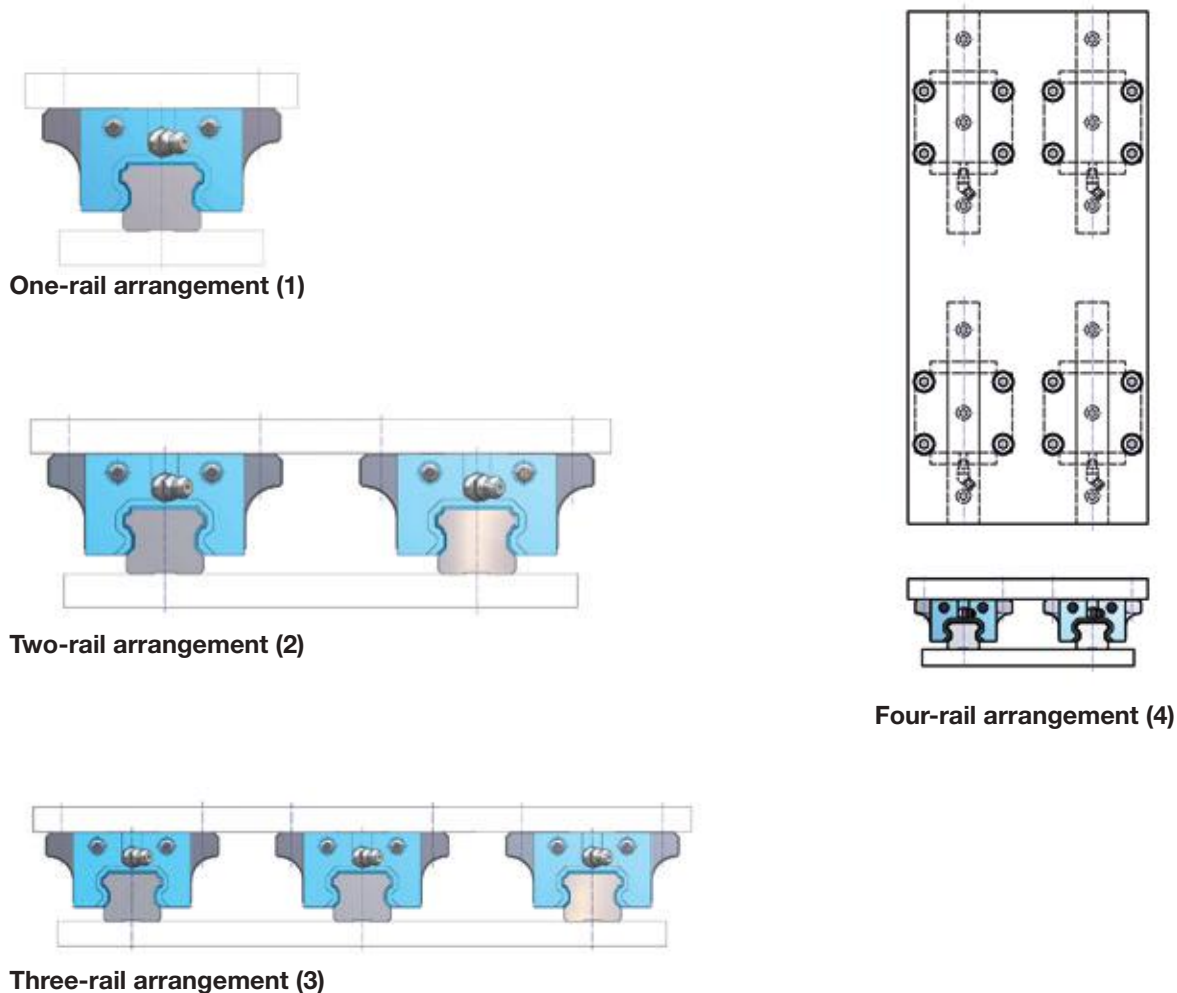 One-rail arrangement (1)
Two-rail arrangement (2)
Four-rail arrangement (4)
Three-rail arrangement (3)